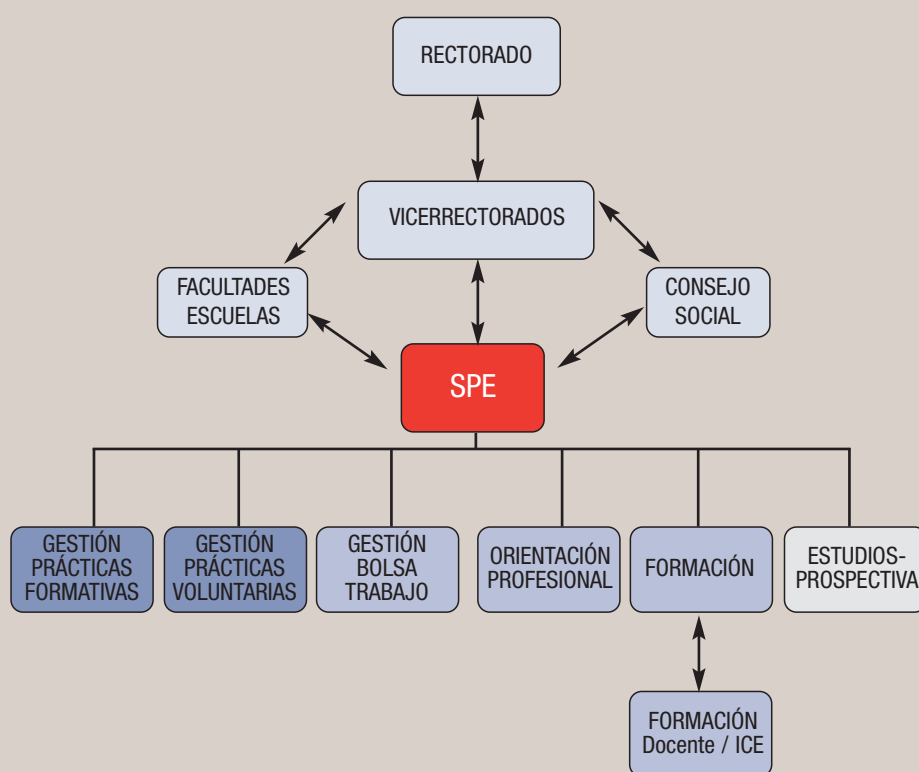 RECTORADO
VICERRECTORADOS
FACULTADES
ESCUELAS
CONSEJO
SOCIAL
SPE
GESTIÓN
PRÁCTICAS
FORMATIVAS
GESTIÓN
PRÁCTICAS
VOLUNTARIAS
GESTIÓN
BOLSA
TRABAJO
ORIENTACIÓN
PROFESIONAL
FORMACIÓN
ESTUDIOS-
PROSPECTIVA
FORMACIÓN
Docente / ICE